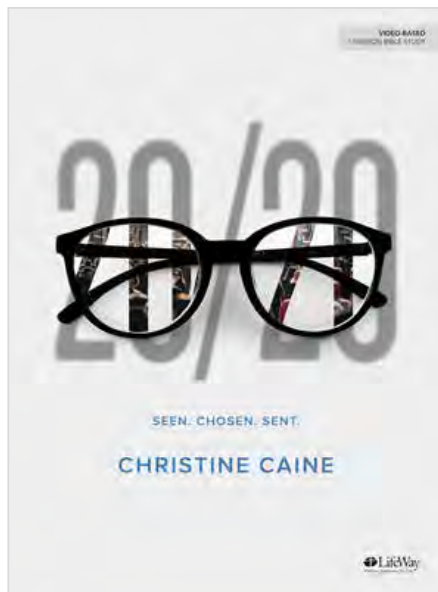 VIDEO-BASED
7-SESSION BIBLE STUDY
20/20
SEEN. CHOSEN. SENT.
CHRISTINE CAINE
LifeWay